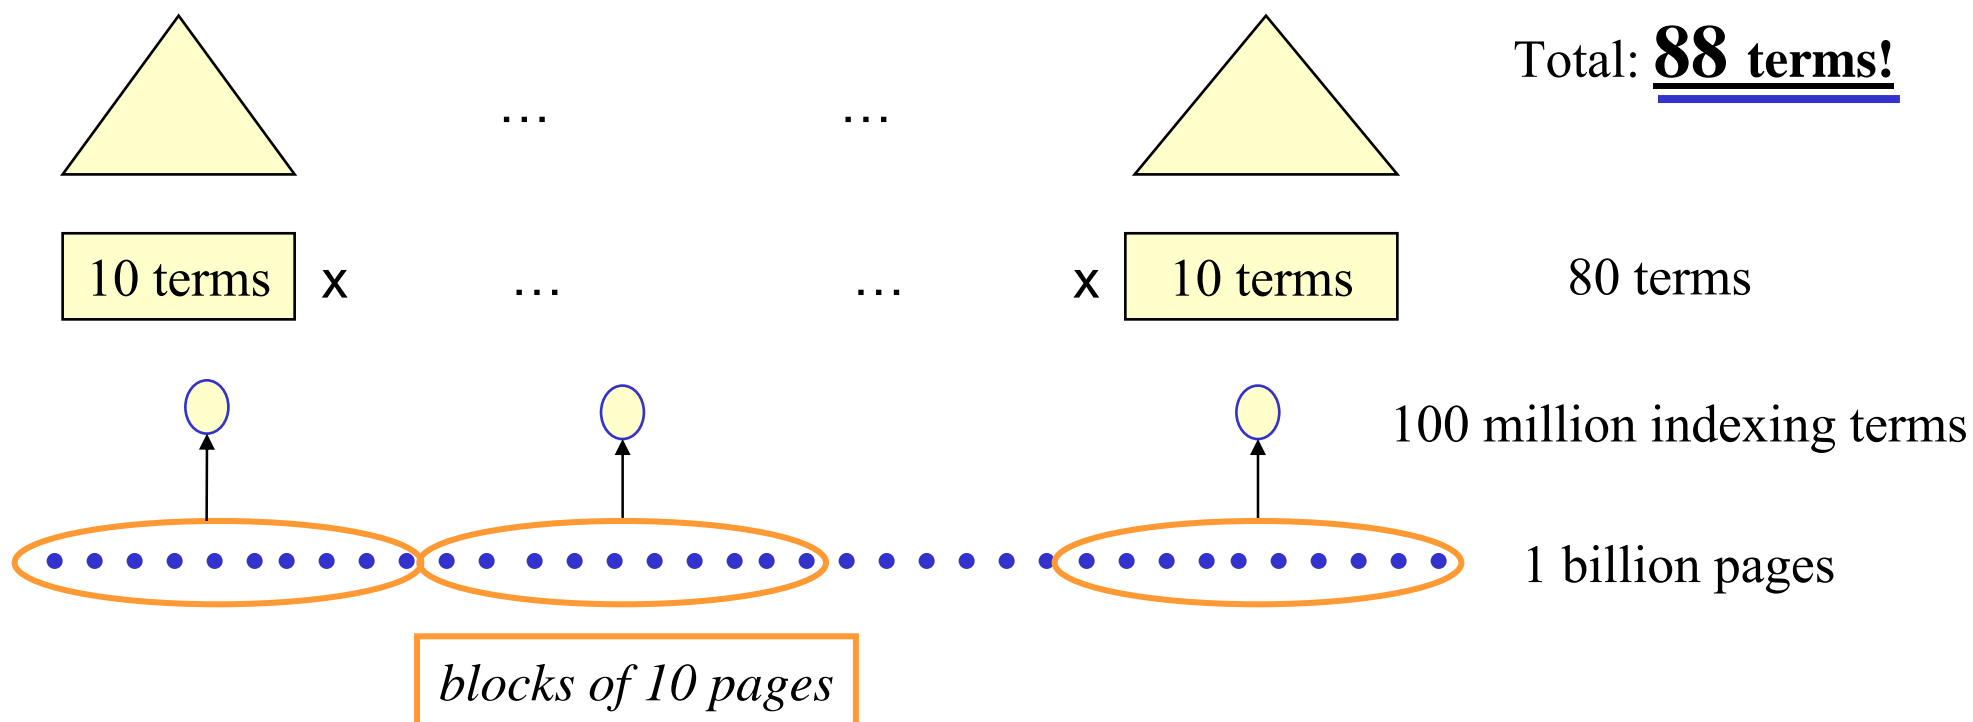 Total: 88 terms!
… …
10 terms x … … x 10 terms 80 terms
100 million indexing terms
1 billion pages
blocks of 10 pages